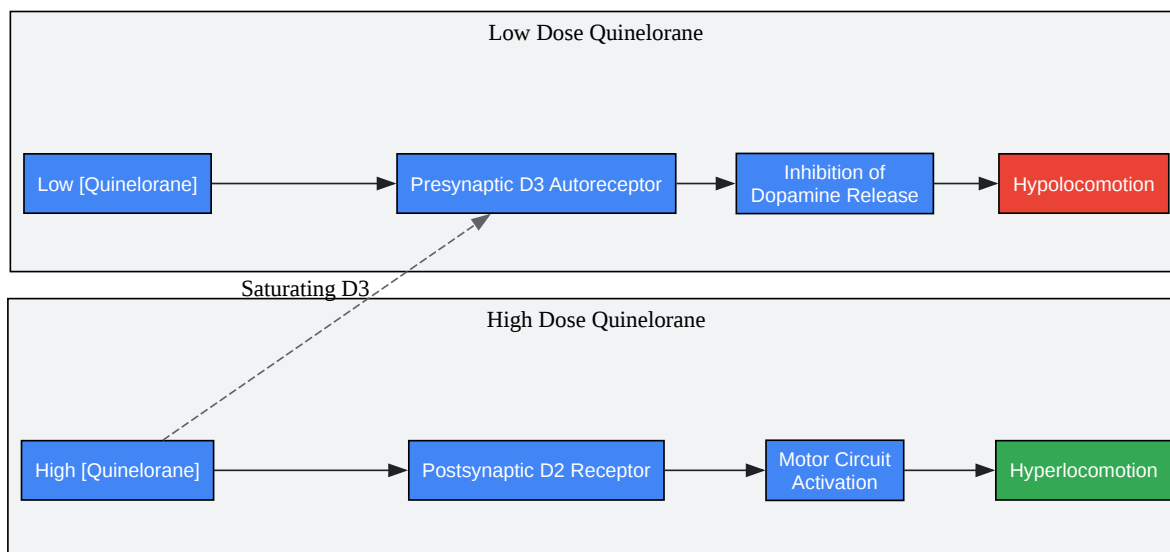 Low Dose Quinelorane
Low [Quinelorane]
Presynaptic D3 Autoreceptor
Inhibition of
Dopamine Release
Hypolocomotion
Saturating D3
High Dose Quinelorane
High [Quinelorane]
Postsynaptic D2 Receptor
Motor Circuit
Activation
Hyperlocomotion